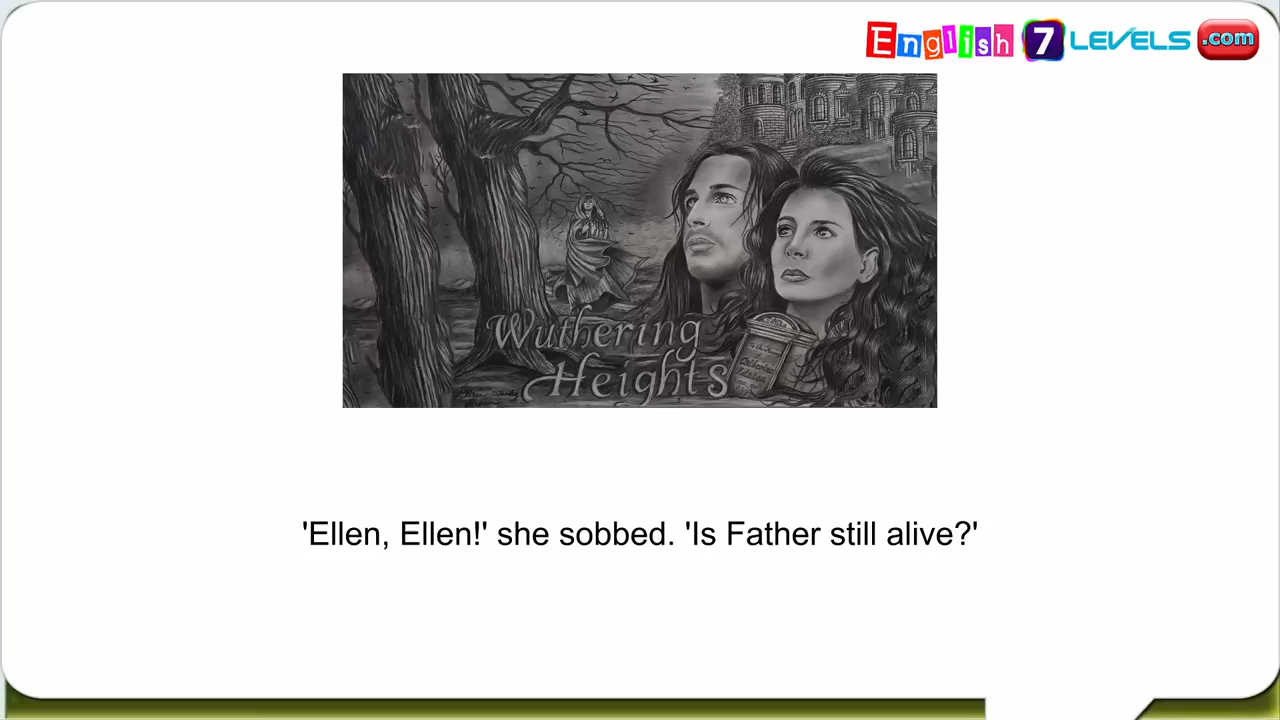 English 7 LEVELS .com
Wuthering
Heights
'Ellen, Ellen!' she sobbed. 'Is Father still alive?'